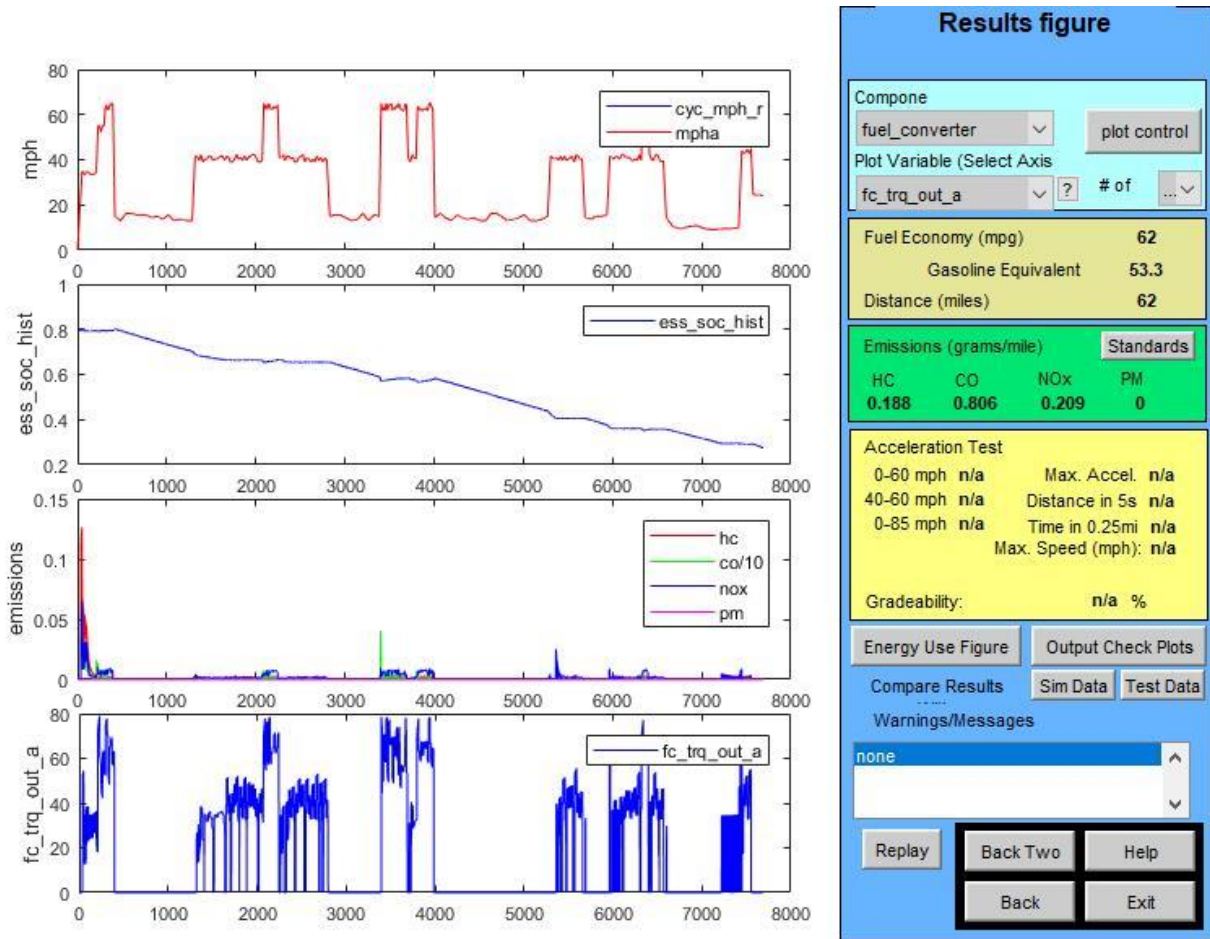 80
60
40
20
0
mph
cyc_mph_r
mpha
0 1000 2000 3000 4000 5000 6000 7000 8000
1
0.8
0.6
0.4
0.2
ess_soc_hist
ess_soc_hist
0 1000 2000 3000 4000 5000 6000 7000 8000
0.15
0.1
0.05
0
emissions
hc
co/10
nox
pm
0 1000 2000 3000 4000 5000 6000 7000 8000
80
60
40
20
0
fc_trq_out_a
fc_trq_out_a
0 1000 2000 3000 4000 5000 6000 7000 8000
Results figure
Compone
fuel_converter plot control
Plot Variable (Select Axis
fc_trq_out_a ? # of ...
Fuel Economy (mpg) 62
Gasoline Equivalent 53.3
Distance (miles) 62
Emissions (grams/mile) Standards
HC CO NOx PM
0.188 0.806 0.209 0
Acceleration Test
0-60 mph n/a Max. Accel. n/a
40-60 mph n/a Distance in 5s n/a
0-85 mph n/a Time in 0.25mi n/a
Max. Speed (mph): n/a
Gradeability: n/a %
Energy Use Figure Output Check Plots
Compare Results Sim Data Test Data
Warnings/Messages
none
Replay Back Two Help
Back Exit